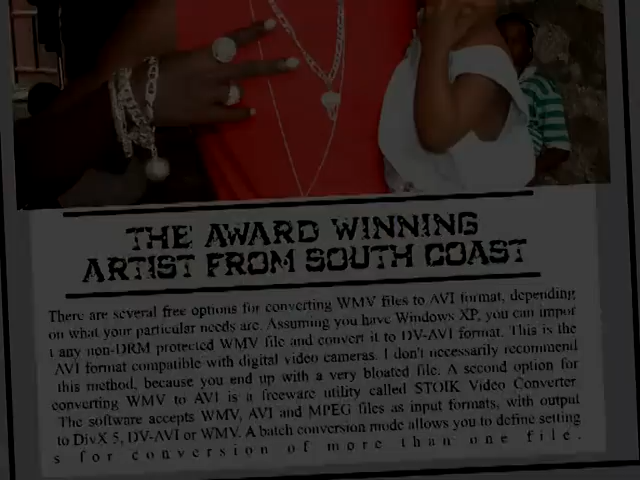 THE AWARD WINNING
ARTIST FROM SOUTH COAST
There are several free options for converting WMV files to AVI format, depending
on what your particular needs are. Assuming you have Windows XP, you can impor
t any non-DRM protected WMV file and convert it to DV-AVI format. This is the
AVI format compatible with digital video cameras. I don't necessarily recommend
this method, because you end up with a very bloated file. A second option for
converting WMV to AVI is a freeware utility called STOIK Video Converter
The software accepts WMV, AVI and MPEG files as input formats, with output
to DivX 5, DV-AVI or WMV. A batch conversion mode allows you to define setting
s for conversion of more than one file.